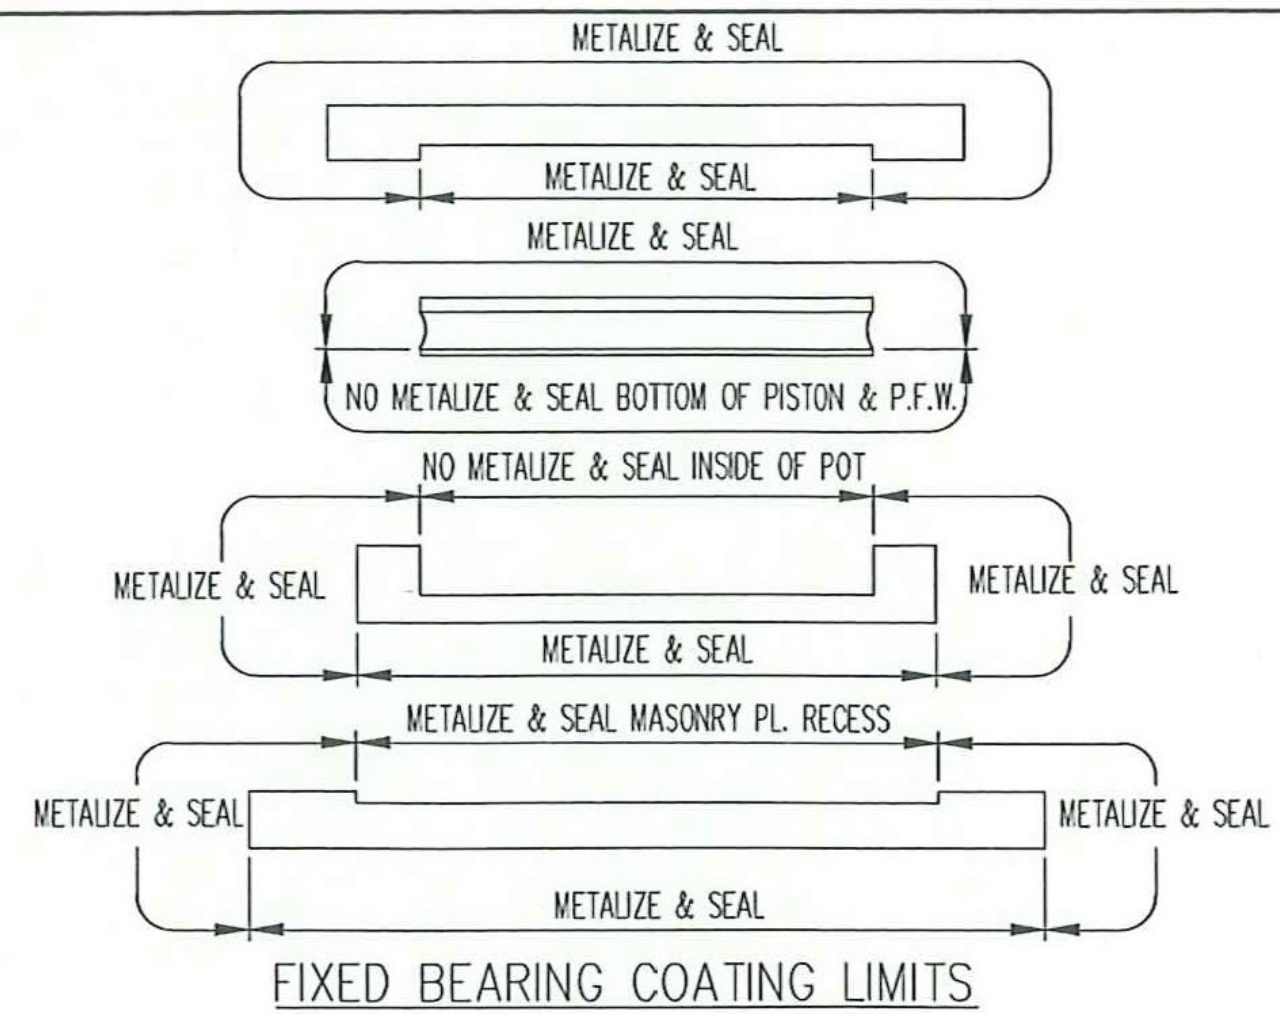 METALIZE & SEAL
METALIZE & SEAL
METALIZE & SEAL
NO METALIZE & SEAL BOTTOM OF PISTON & P.F.W.
NO METALIZE & SEAL INSIDE OF POT
METALIZE & SEAL
METALIZE & SEAL
METALIZE & SEAL
METALIZE & SEAL MASONRY PL. RECESS
METALIZE & SEAL
METALIZE & SEAL
METALIZE & SEAL
FIXED BEARING COATING LIMITS